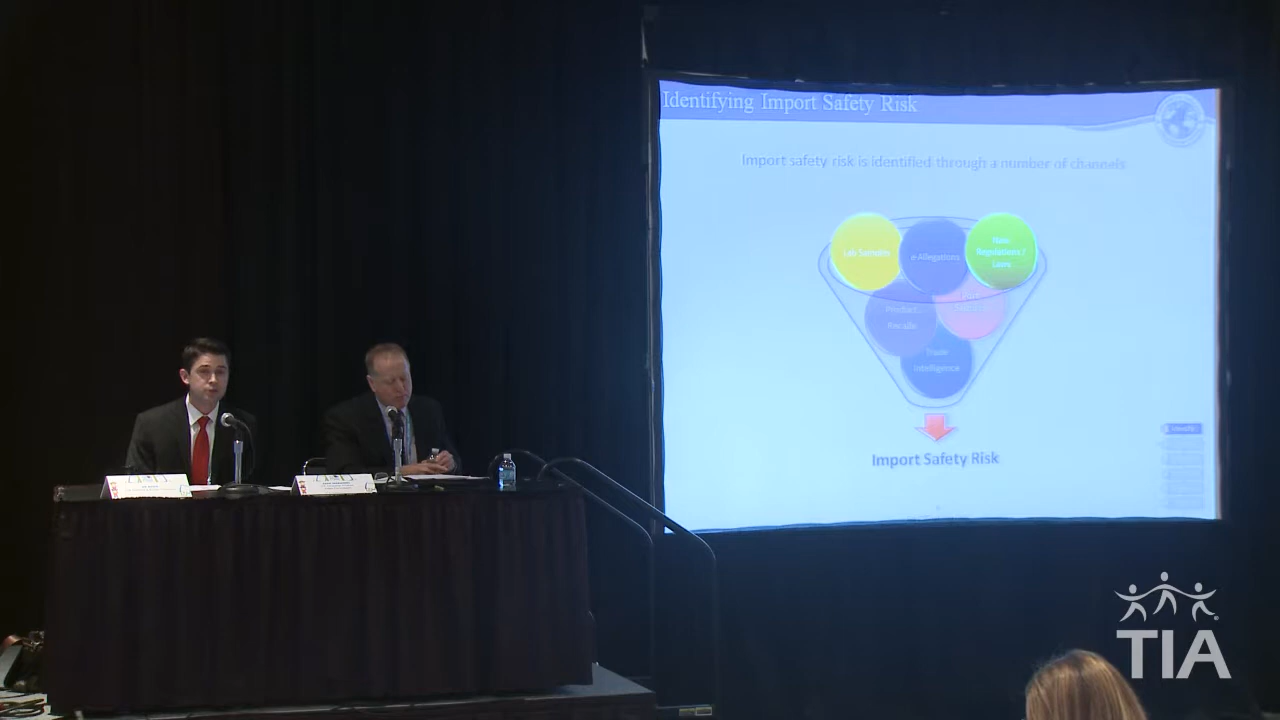 Identifying Import Safety Risk
Import safety risk is identified through a number of channels
Lab Samples
e-Allegations
New
Regulations /
Laws
Product
Recalls
Trade
Intelligence
Import Safety Risk
TIA